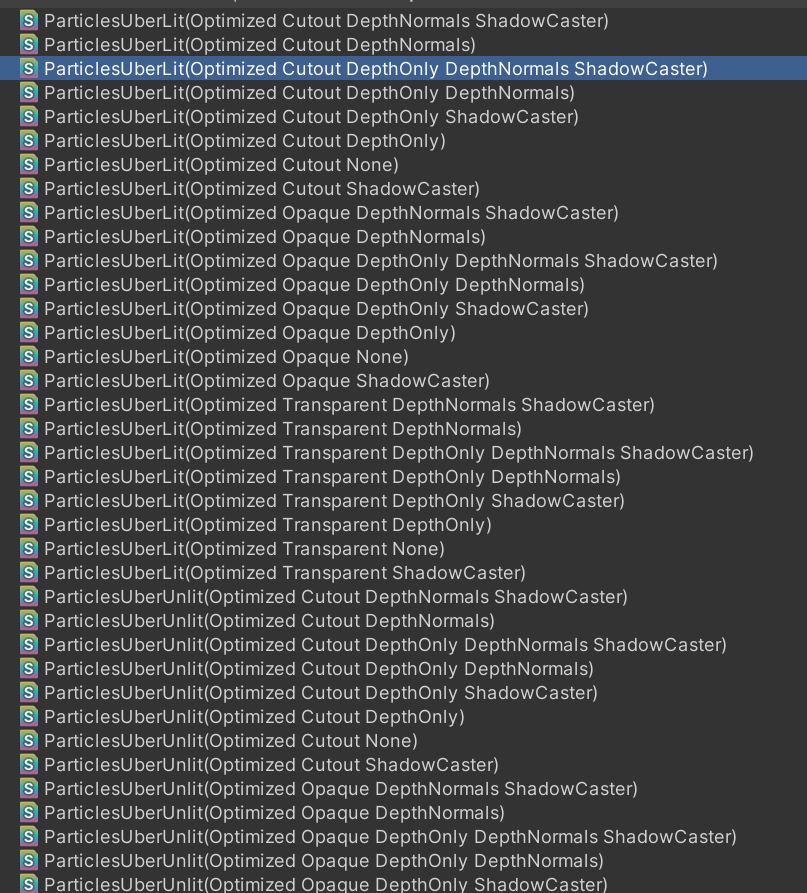 ParticlesUberLit(Optimized Cutout DepthNormals ShadowCaster)
ParticlesUberLit(Optimized Cutout DepthNormals)
ParticlesUberLit(Optimized Cutout DepthOnly DepthNormals ShadowCaster)
ParticlesUberLit(Optimized Cutout DepthOnly DepthNormals)
ParticlesUberLit(Optimized Cutout DepthOnly ShadowCaster)
ParticlesUberLit(Optimized Cutout DepthOnly)
ParticlesUberLit(Optimized Cutout None)
ParticlesUberLit(Optimized Cutout ShadowCaster)
ParticlesUberLit(Optimized Opaque DepthNormals ShadowCaster)
ParticlesUberLit(Optimized Opaque DepthNormals)
ParticlesUberLit(Optimized Opaque DepthOnly DepthNormals ShadowCaster)
ParticlesUberLit(Optimized Opaque DepthOnly DepthNormals)
ParticlesUberLit(Optimized Opaque DepthOnly ShadowCaster)
ParticlesUberLit(Optimized Opaque DepthOnly)
ParticlesUberLit(Optimized Opaque None)
ParticlesUberLit(Optimized Opaque ShadowCaster)
ParticlesUberLit(Optimized Transparent DepthNormals ShadowCaster)
ParticlesUberLit(Optimized Transparent DepthNormals)
ParticlesUberLit(Optimized Transparent DepthOnly DepthNormals ShadowCaster)
ParticlesUberLit(Optimized Transparent DepthOnly DepthNormals)
ParticlesUberLit(Optimized Transparent DepthOnly ShadowCaster)
ParticlesUberLit(Optimized Transparent DepthOnly)
ParticlesUberLit(Optimized Transparent None)
ParticlesUberLit(Optimized Transparent ShadowCaster)
ParticlesUberUnlit(Optimized Cutout DepthNormals ShadowCaster)
ParticlesUberUnlit(Optimized Cutout DepthNormals)
ParticlesUberUnlit(Optimized Cutout DepthOnly DepthNormals ShadowCaster)
ParticlesUberUnlit(Optimized Cutout DepthOnly DepthNormals)
ParticlesUberUnlit(Optimized Cutout DepthOnly ShadowCaster)
ParticlesUberUnlit(Optimized Cutout DepthOnly)
ParticlesUberUnlit(Optimized Cutout None)
ParticlesUberUnlit(Optimized Cutout ShadowCaster)
ParticlesUberUnlit(Optimized Opaque DepthNormals ShadowCaster)
ParticlesUberUnlit(Optimized Opaque DepthNormals)
ParticlesUberUnlit(Optimized Opaque DepthOnly DepthNormals ShadowCaster)
ParticlesUberUnlit(Optimized Opaque DepthOnly DepthNormals)
ParticlesUberUnlit(Optimized Opaque DepthOnly ShadowCaster)